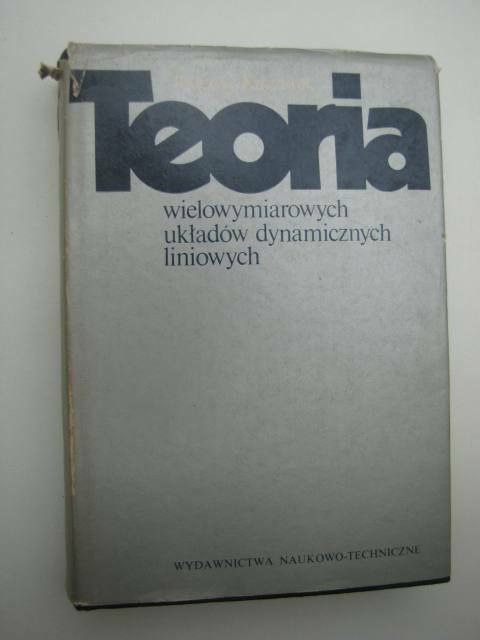 Teoria
wielowymiarowych
układów dynamicznych
liniowych
WYDAWNICTWA NAUKOWO-TECHNICZNE